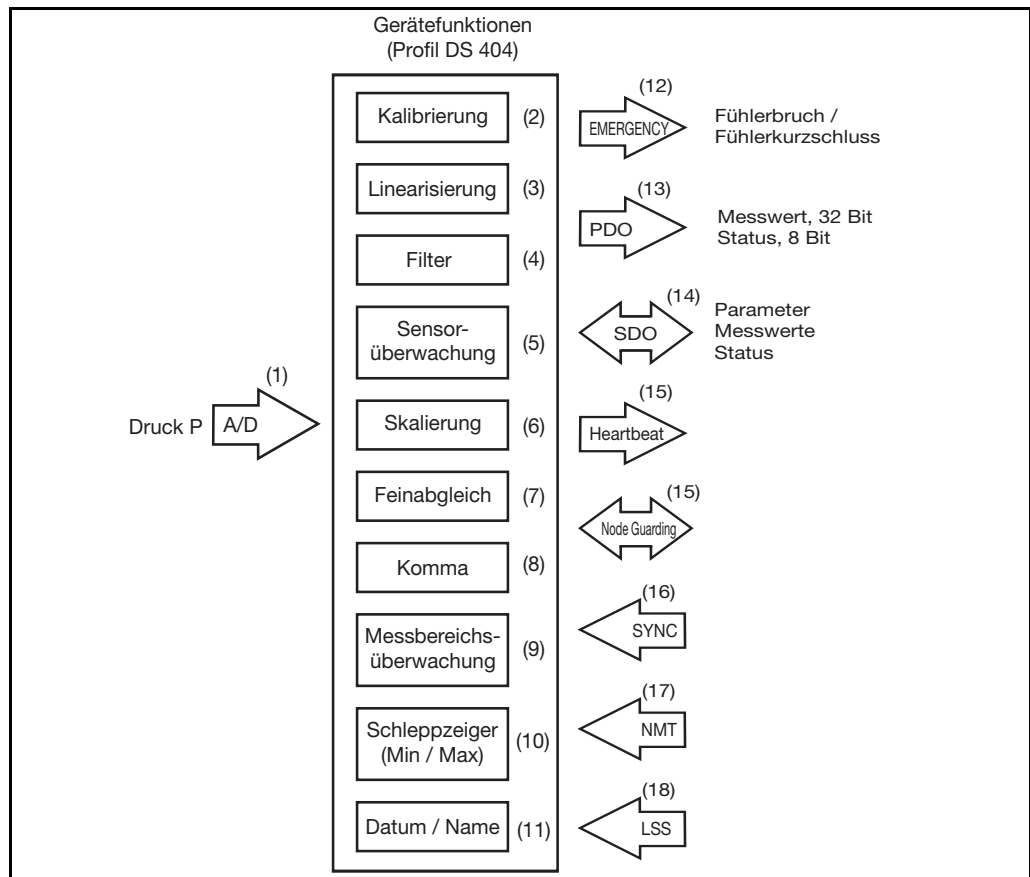 Gerätefunktionen
(Profil DS 404)
Kalibrierung (2)
Linearisierung (3)
Filter (4)
Sensor-
überwachung (5)
Skalierung (6)
Feinabgleich (7)
Komma (8)
Messbereichs-
überwachung (9)
Schleppzeiger
(Min / Max) (10)
Datum / Name (11)
(1)
Druck P A/D
(12)
EMERGENCY
Fühlerbruch /
Fühlerkurzschluss
(13)
PDO
Messwert, 32 Bit
Status, 8 Bit
(14)
SDO
Parameter
Messwerte
Status
(15)
Heartbeat
(15)
Node Guarding
(16)
SYNC
(17)
NMT
(18)
LSS